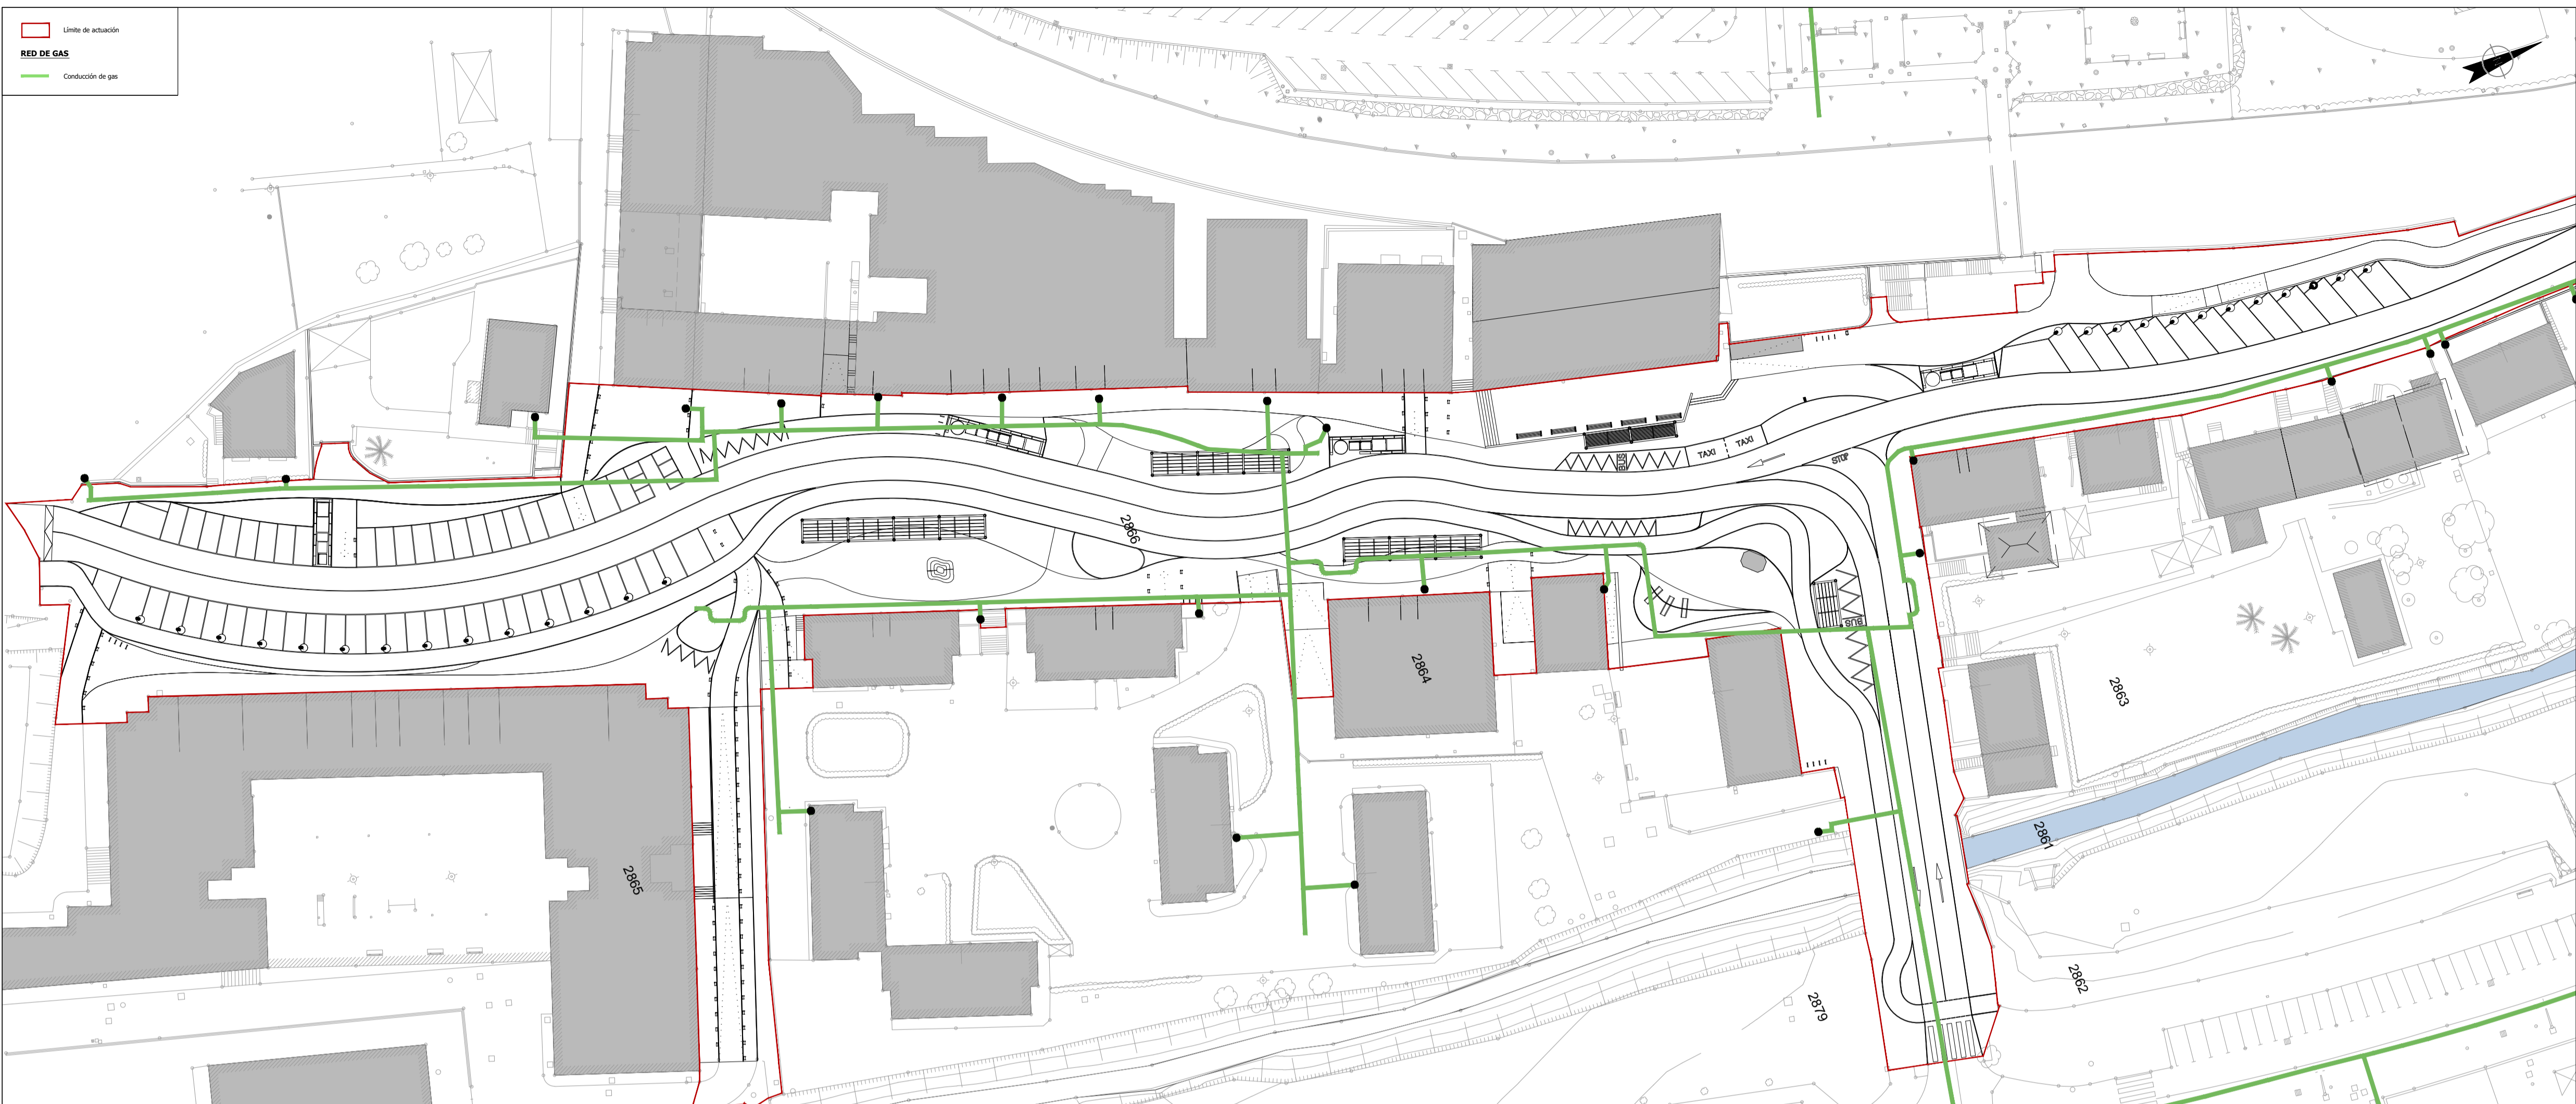 Límite de actuación
RED DE GAS
Conducción de gas
TAXI
TAXI
BUS
STOP
2866
BUS
2864
2863
2861
2865
2862
2879